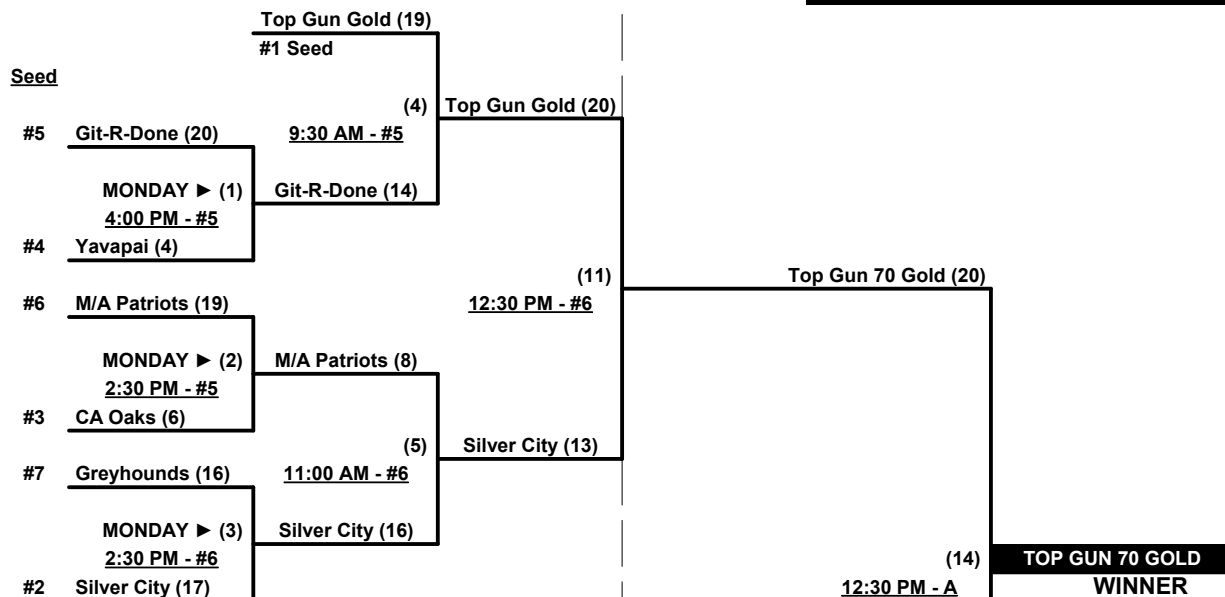 Top Gun Gold (19)
#1 Seed
Seed
(4) Top Gun Gold (20)
#5 Git-R-Done (20) 9:30 AM - #5
MONDAY ► (1) Git-R-Done (14)
4:00 PM - #5
#4 Yavapai (4)
(11) Top Gun 70 Gold (20)
#6 M/A Patriots (19) 12:30 PM - #6
MONDAY ► (2) M/A Patriots (8)
2:30 PM - #5
#3 CA Oaks (6)
(5) Silver City (13)
#7 Greyhounds (16) 11:00 AM - #6
MONDAY ► (3) Silver City (16)
2:30 PM - #6 (14) TOP GUN 70 GOLD
#2 Silver City (17) 12:30 PM - A WINNER